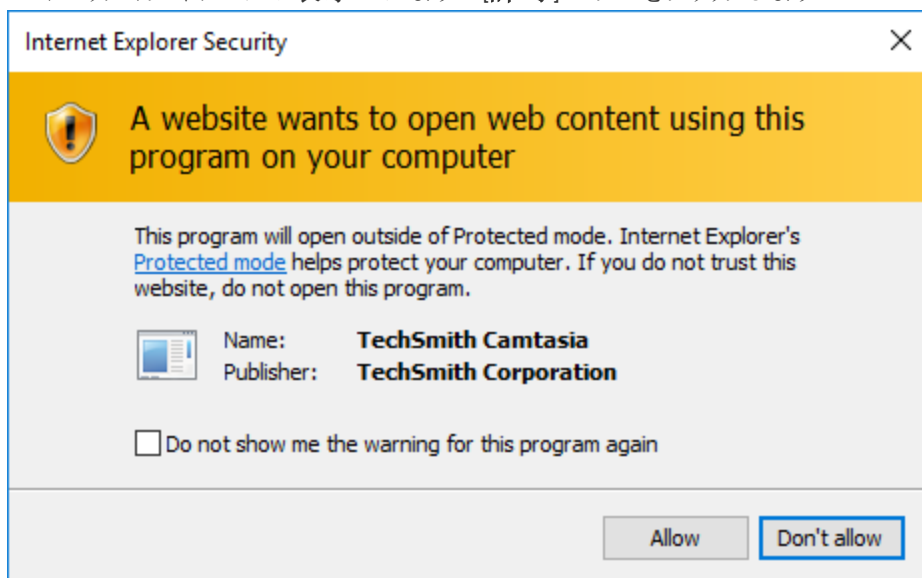 Internet Explorer Security
A website wants to open web content using this
program on your computer
This program will open outside of Protected mode. Internet Explorer's
Protected mode helps protect your computer. If you do not trust this
website, do not open this program.
Name: TechSmith Camtasia
Publisher: TechSmith Corporation
Do not show me the warning for this program again
Allow Don't allow